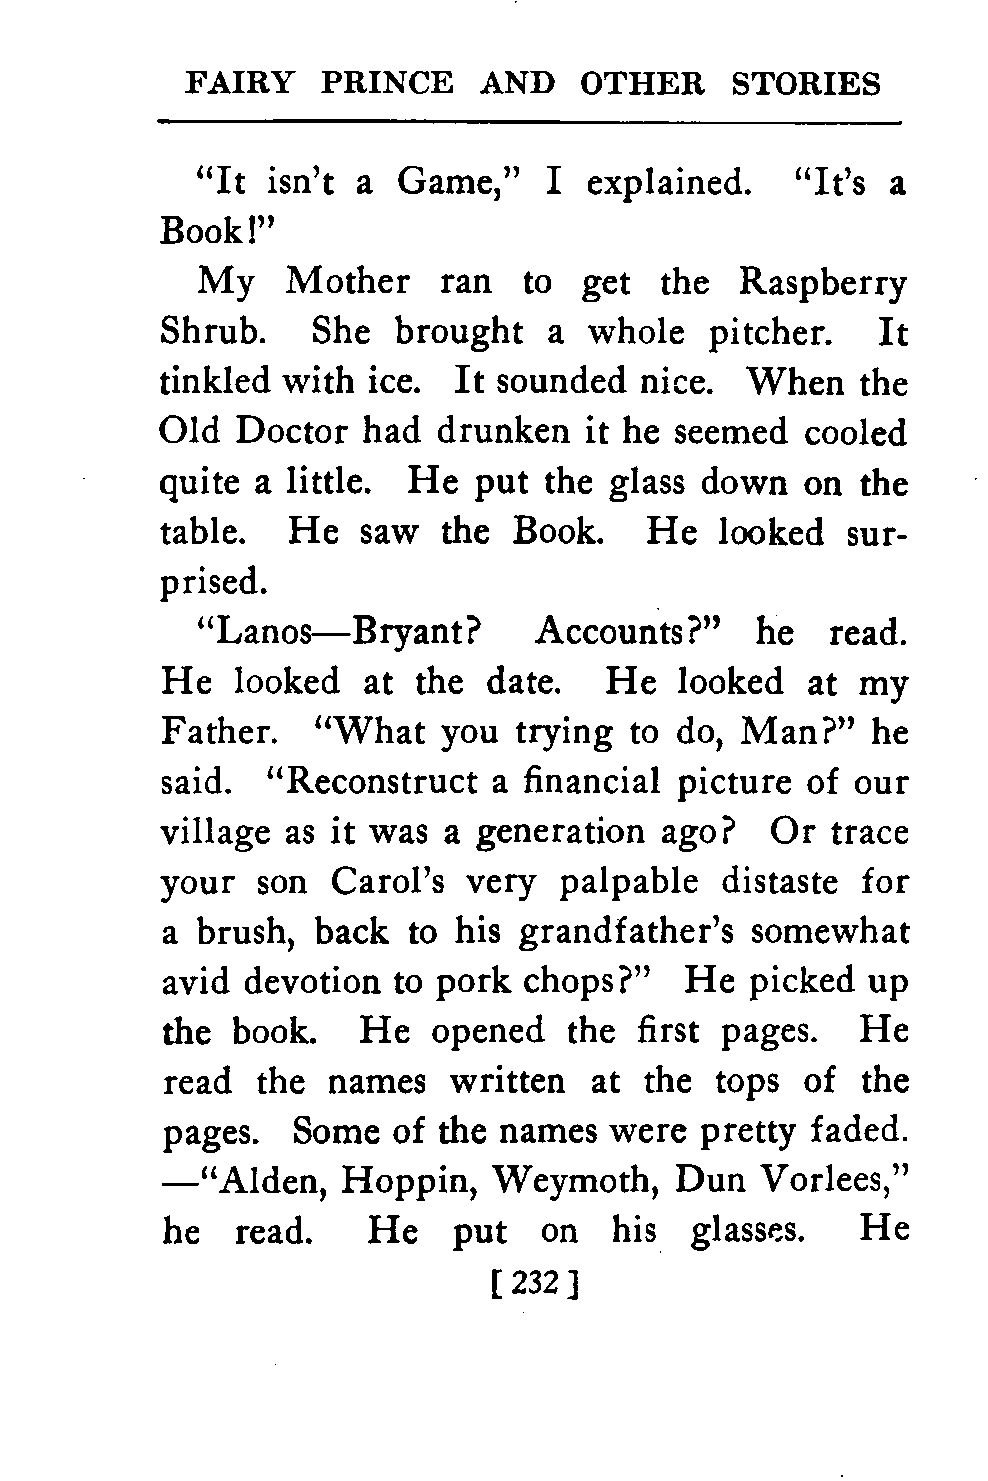 FAIRY PRINCE AND OTHER STORIES
“It isn’t a Game,” I explained. “It’s a
Book!”
My Mother ran to get the Raspberry
Shrub. She brought a whole pitcher. It
tinkled with ice. It sounded nice. When the
Old Doctor had drunken it he seemed cooled
quite a little. He put the glass down on the
table. He saw the Book. He looked sur-
prised.
“Lanos—Bryant? Accounts?” he read.
He looked at the date. He looked at my
Father. “What you trying to do, Man?” he
said. “Reconstruct a financial picture of our
village as it was a generation ago? Or trace
your son Carol’s very palpable distaste for
a brush, back to his grandfather’s somewhat
avid devotion to pork chops?” He picked up
the book. He opened the first pages. He
read the names written at the tops of the
pages. Some of the names were pretty faded.
—“Alden, Hoppin, Weymoth, Dun Vorlees,”
he read. He put on his glasses. He
[ 232 ]